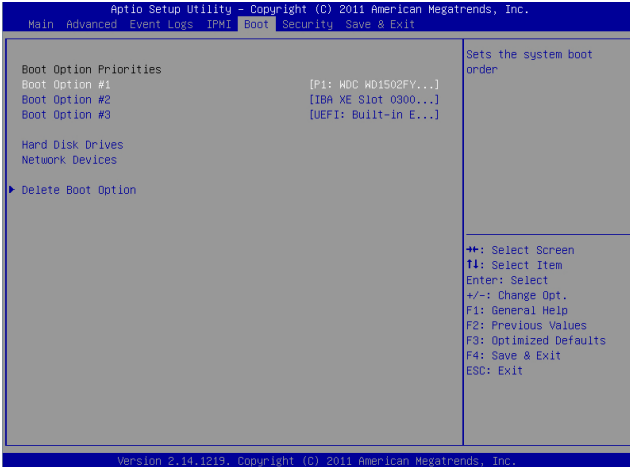 Aptio Setup Utility – Copyright (C) 2011 American Megatrends, Inc.
Main Advanced Event Logs IPMI Boot Security Save & Exit
Boot Option Priorities
Boot Option #1 [P1: WDC WD1502FY...]
Boot Option #2 [IBA XE Slot 0300...]
Boot Option #3 [UEFI: Built-in E...]
Hard Disk Drives
Network Devices
Delete Boot Option
Sets the system boot
order
→←: Select Screen
↑↓: Select Item
Enter: Select
+/-: Change Opt.
F1: General Help
F2: Previous Values
F3: Optimized Defaults
F4: Save & Exit
ESC: Exit
Version 2.14.1219. Copyright (C) 2011 American Megatrends, Inc.